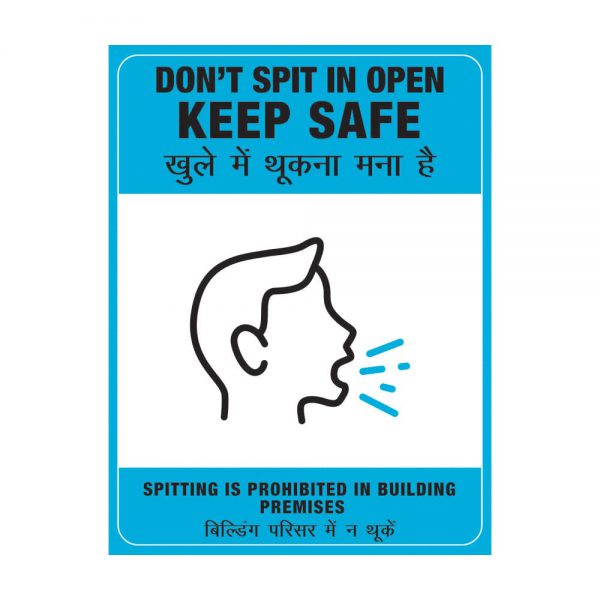 DON'T SPIT IN OPEN
KEEP SAFE
खुले में थूकना मना है
SPITTING IS PROHIBITED IN BUILDING
PREMISES
बिल्डिंग परिसर में न थूकें